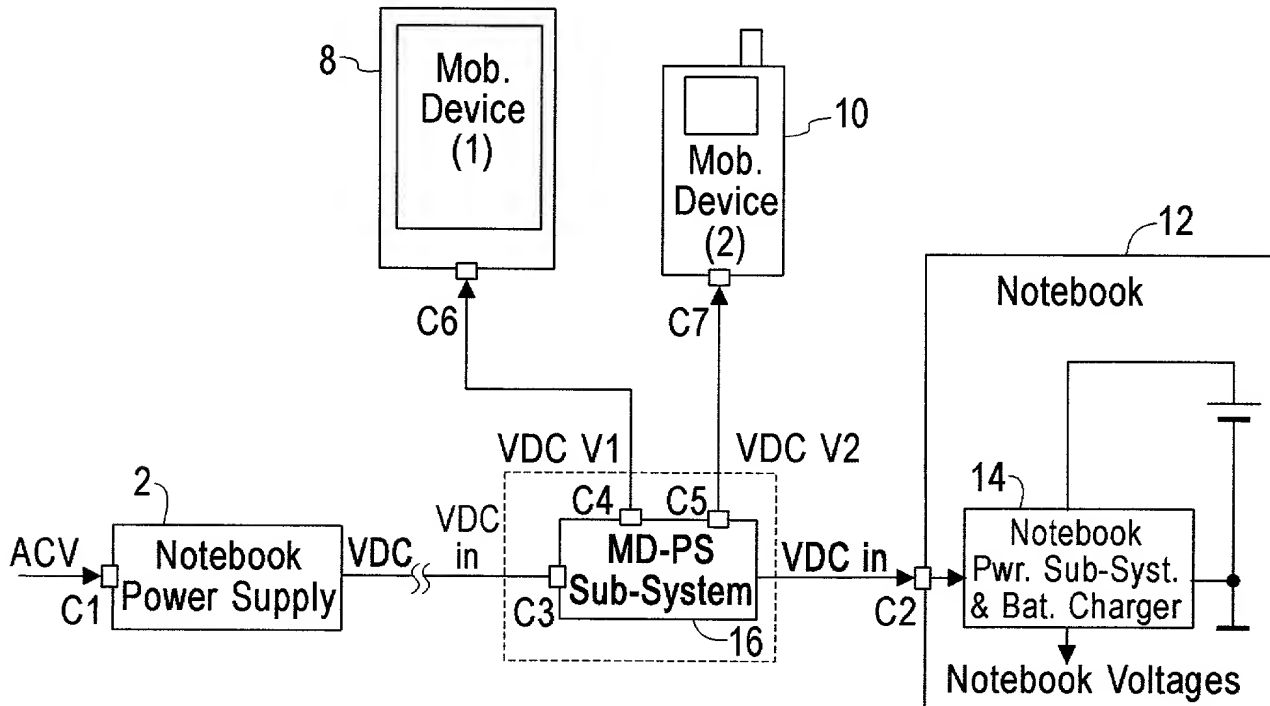 8
Mob.
Device
(1)
10
Mob.
Device
(2)
12
Notebook
C6
C7
VDC V1
VDC V2
2
14
ACV
C1
Notebook
Power Supply
VDC
VDC
in
C3
C4
C5
MD-PS
Sub-System
16
VDC in
C2
Notebook
Pwr. Sub-Syst.
& Bat. Charger
Notebook Voltages